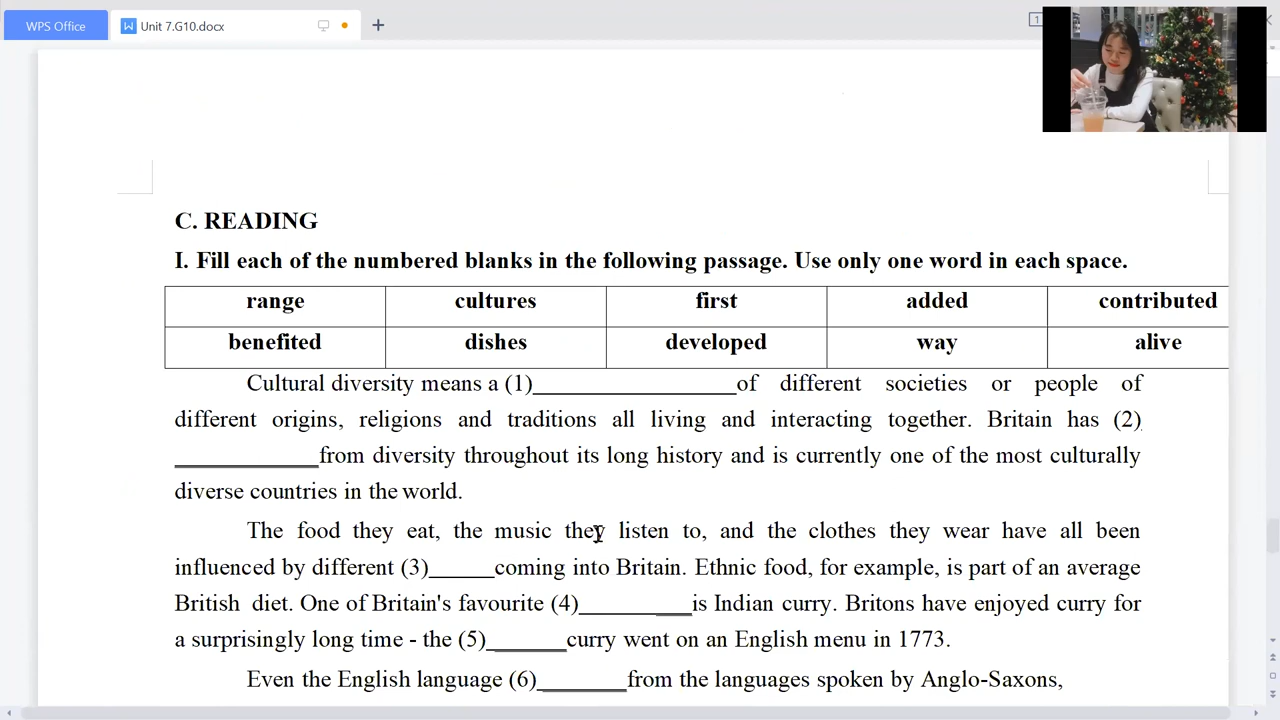 WPS Office Unit 7.G10.docx + 1
C. READING
I. Fill each of the numbered blanks in the following passage. Use only one word in each space.
range cultures first added contributed
benefited dishes developed way alive
Cultural diversity means a (1)_________________of different societies or people of
different origins, religions and traditions all living and interacting together. Britain has (2)
____________from diversity throughout its long history and is currently one of the most culturally
diverse countries in the world.
The food they eat, the music they listen to, and the clothes they wear have all been
influenced by different (3)______coming into Britain. Ethnic food, for example, is part of an average
British diet. One of Britain's favourite (4)__________is Indian curry. Britons have enjoyed curry for
a surprisingly long time - the (5)_______curry went on an English menu in 1773.
Even the English language (6)________from the languages spoken by Anglo-Saxons,